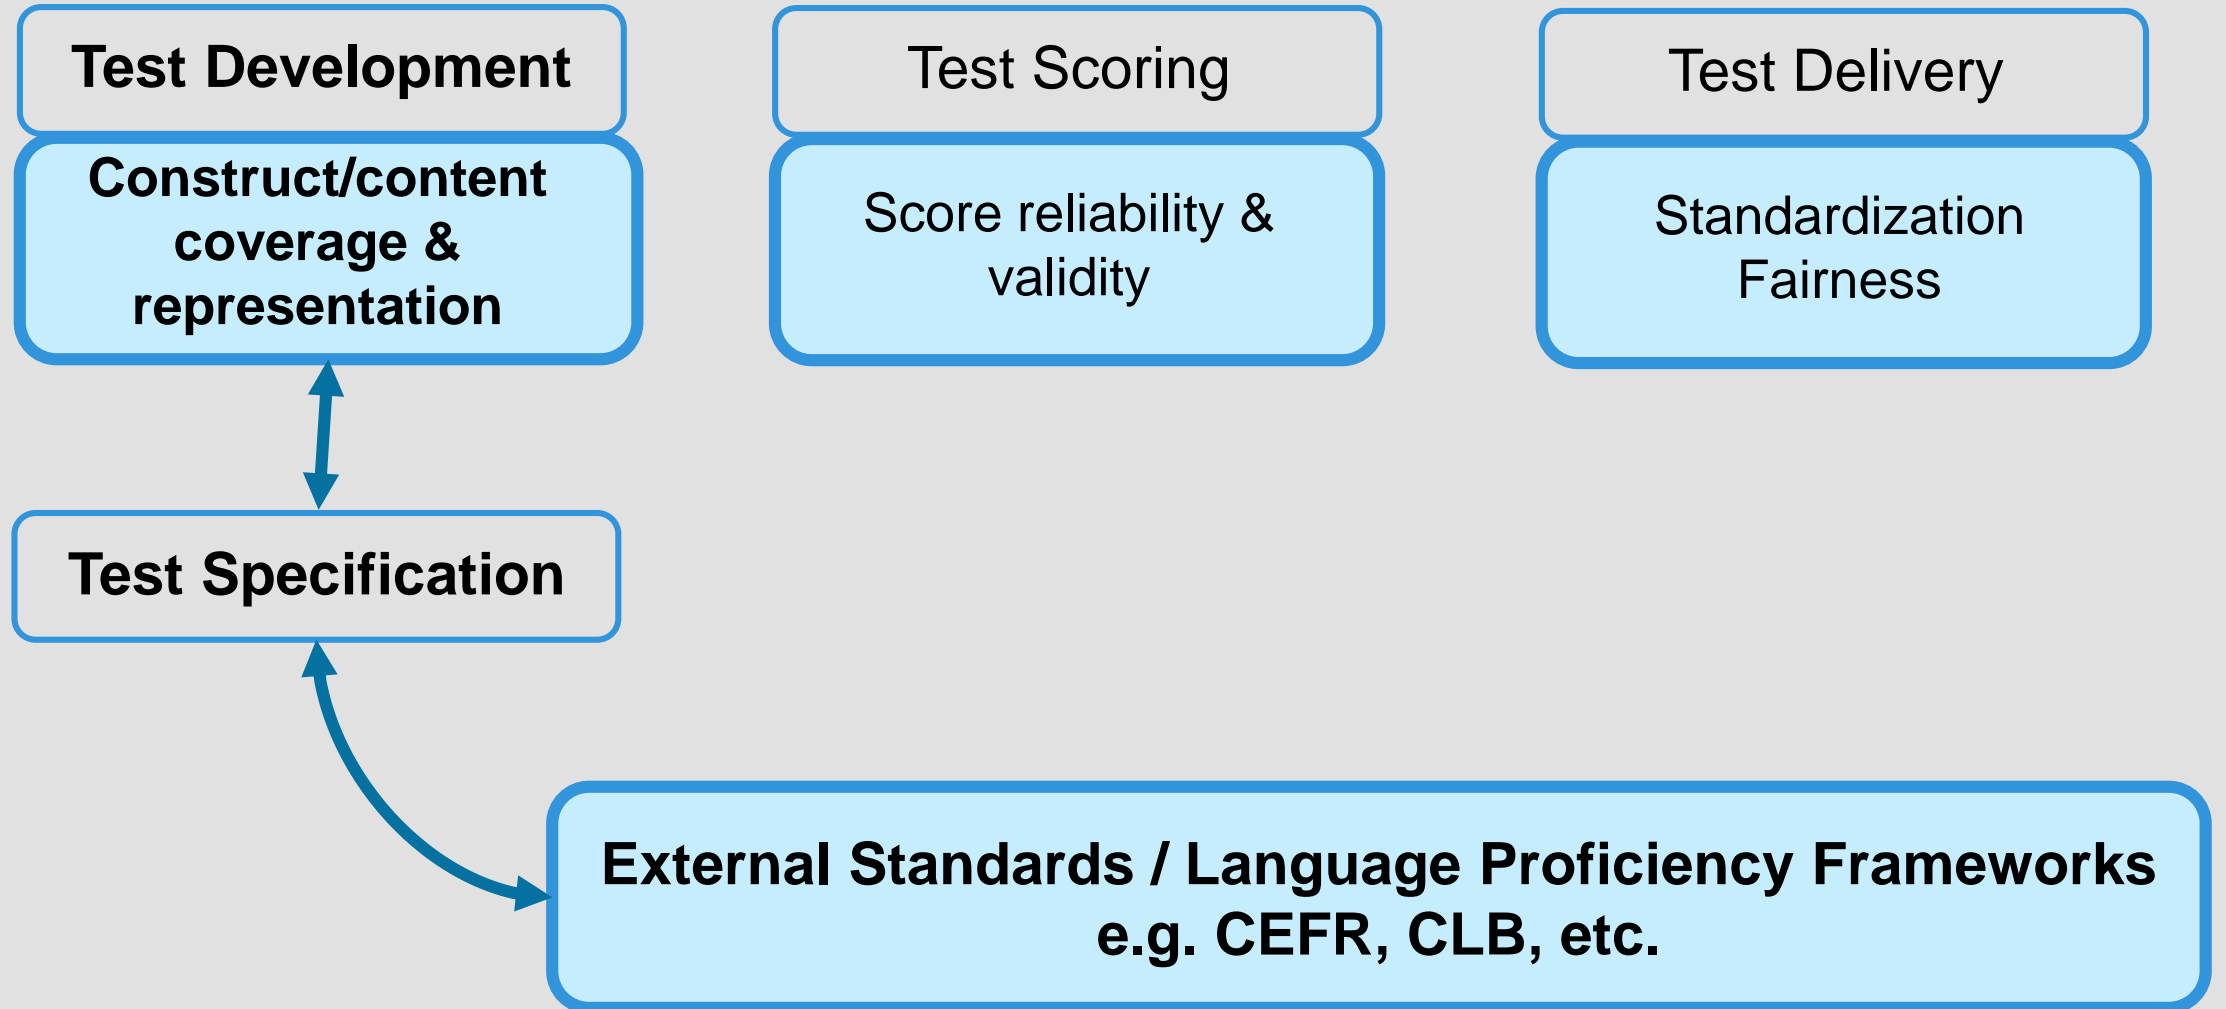 Test Development
Construct/content
coverage &
representation
Test Scoring
Score reliability &
validity
Test Delivery
Standardization
Fairness
Test Specification
External Standards / Language Proficiency Frameworks
e.g. CEFR, CLB, etc.